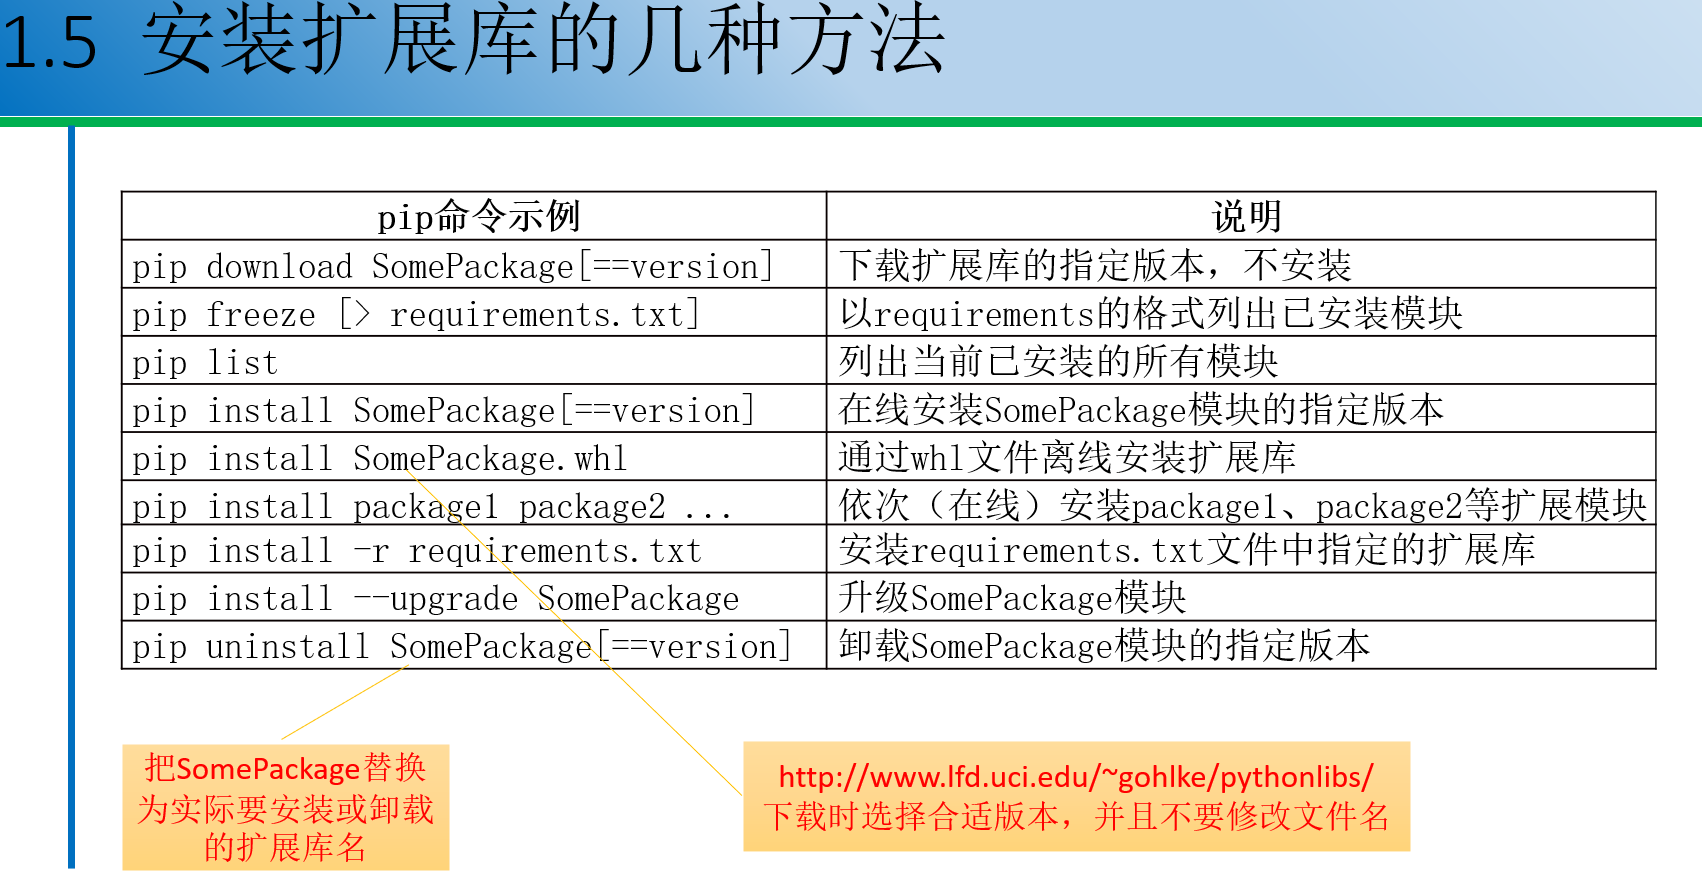 1.5 安装扩展库的几种方法
pip命令示例 说明
pip download SomePackage[==version] 下载扩展库的指定版本，不安装
pip freeze [> requirements.txt] 以requirements的格式列出已安装模块
pip list 列出当前已安装的所有模块
pip install SomePackage[==version] 在线安装SomePackage模块的指定版本
pip install SomePackage.whl 通过whl文件离线安装扩展库
pip install package1 package2 ... 依次（在线）安装package1、package2等扩展模块
pip install -r requirements.txt 安装requirements.txt文件中指定的扩展库
pip install --upgrade SomePackage 升级SomePackage模块
pip uninstall SomePackage[==version] 卸载SomePackage模块的指定版本
把SomePackage替换
为实际要安装或卸载
的扩展库名
http://www.lfd.uci.edu/~gohlke/pythonlibs/
下载时选择合适版本，并且不要修改文件名